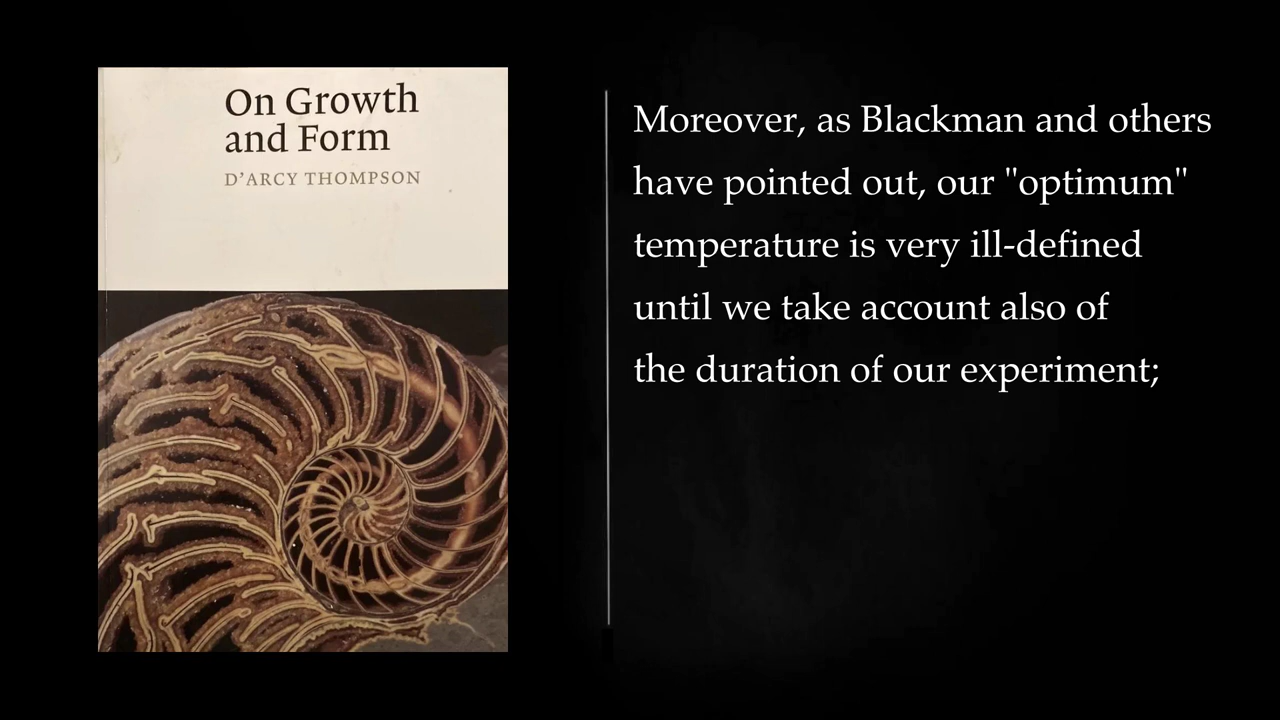 On Growth
and Form
D'ARCY THOMPSON
Moreover, as Blackman and others
have pointed out, our "optimum"
temperature is very ill-defined
until we take account also of
the duration of our experiment;